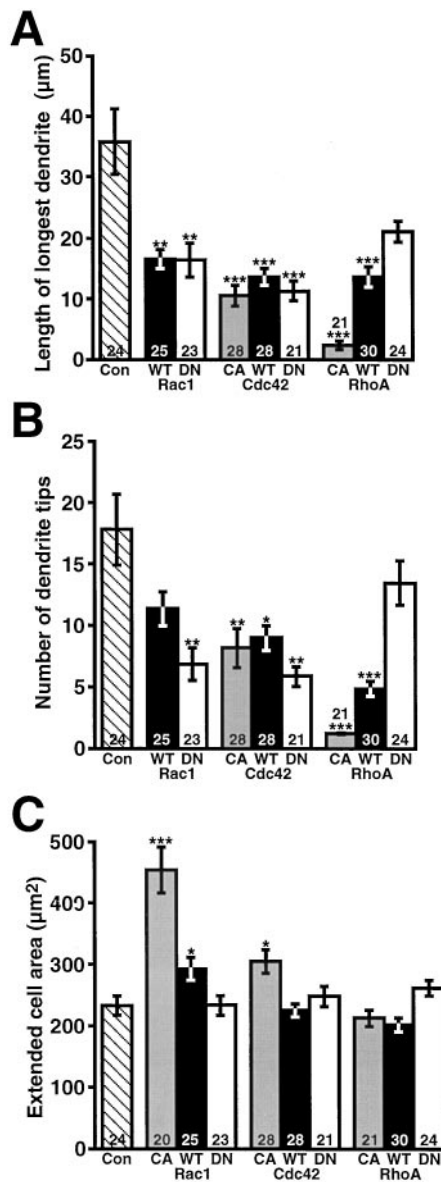 A
Length of longest dendrite (µm)
50
40
30
20
10
0
** ** *** *** *** 21 *** ***
24 25 23 28 28 21 30 24
Con WT DN CA WT DN CA WT DN
Rac1 Cdc42 RhoA
B
Number of dendrite tips
25
20
15
10
5
0
** ** * ** 21 *** ***
24 25 23 28 28 21 30 24
Con WT DN CA WT DN CA WT DN
Rac1 Cdc42 RhoA
C
Extended cell area (µm²)
500
400
300
200
100
0
*** * *
24 20 25 23 28 28 21 21 30 24
Con CA WT DN CA WT DN CA WT DN
Rac1 Cdc42 RhoA